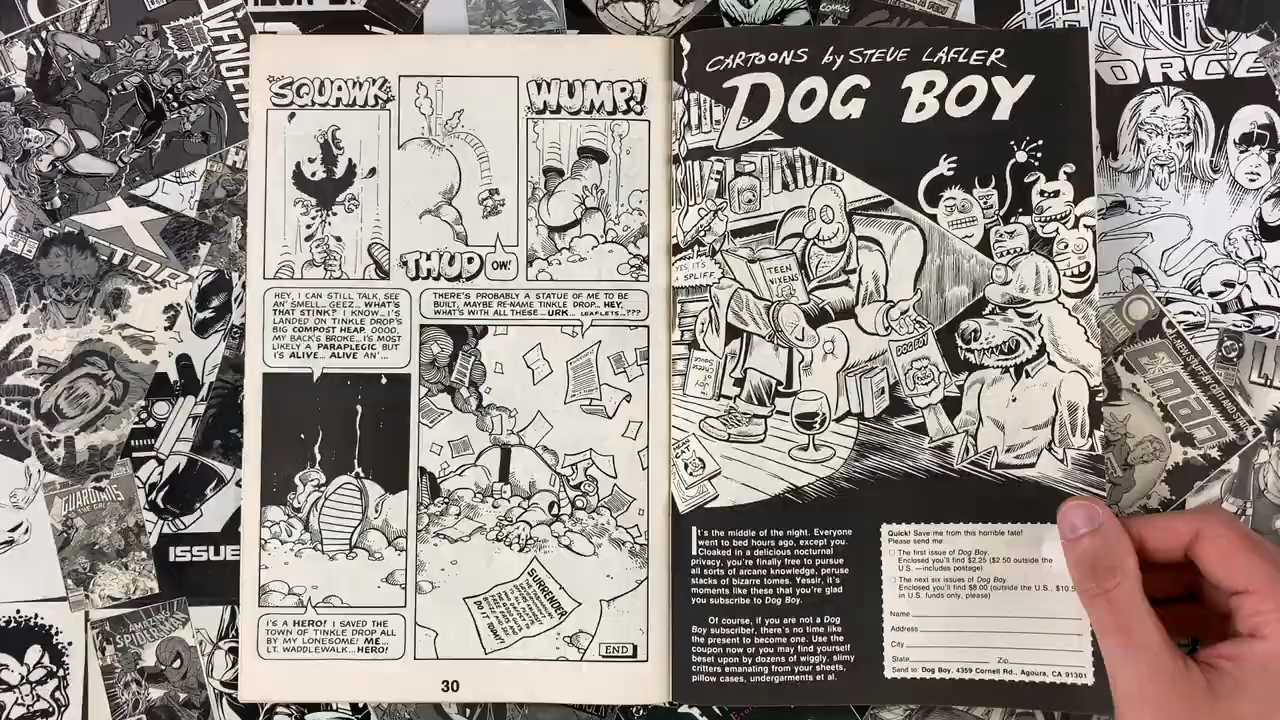 SQUAWK
WUMP!
THUD
OW!
HEY, I CAN STILL TALK, SEE
AN' SMELL... GEEZ... WHAT'S
THAT STINK? I KNOW...I'S
LANDED ON TINKLE DROP'S
BIG COMPOST HEAP. OOOO.
MY BACK'S BROKE... I'S MOST
LIKELY A PARAPLEGIC BUT
I'S ALIVE... ALIVE AN'...
THERE'S PROBABLY A STATUE OF ME TO BE
BUILT, MAYBE RE-NAME TINKLE DROP... HEY,
WHAT'S WITH ALL THESE... URK... LEAFLETS...???
I'S A HERO! I SAVED THE
TOWN OF TINKLE DROP ALL
BY MY LONESOME! ME...
LT. WADDLEWALK...HERO!
SURRENDER
DO IT NOW!
END
30
CARTOONS by STEVE LAFLER
DOG BOY
YES, IT'S
A SPLIFF.
TEEN
VIXENS
DOG BOY
It's the middle of the night. Everyone
went to bed hours ago, except you.
Cloaked in a delicious nocturnal
privacy, you're finally free to pursue
all sorts of arcane knowledge, peruse
stacks of bizarre tomes. Yessir, it's
moments like these that you're glad
you subscribe to Dog Boy.
Of course, if you are not a Dog
Boy subscriber, there's no time like
the present to become one. Use the
coupon now or you may find yourself
beset upon by dozens of wiggly, slimy
critters emanating from your sheets,
pillow cases, undergarments et al.
Quick! Save me from this horrible fate!
Please send me:
The first issue of Dog Boy.
Enclosed you'll find $2.25 ($2.50 outside the
U.S. —includes postage)
The next six issues of Dog Boy.
Enclosed you'll find $8.00 (outside the U.S., $10.5
in U.S. funds only, please)
Name
Address
City
State Zip
Send to: Dog Boy, 4359 Cornell Rd., Agoura, CA 91301
ISSUE
GUARDIANS
SPIDER-MAN
ORCE